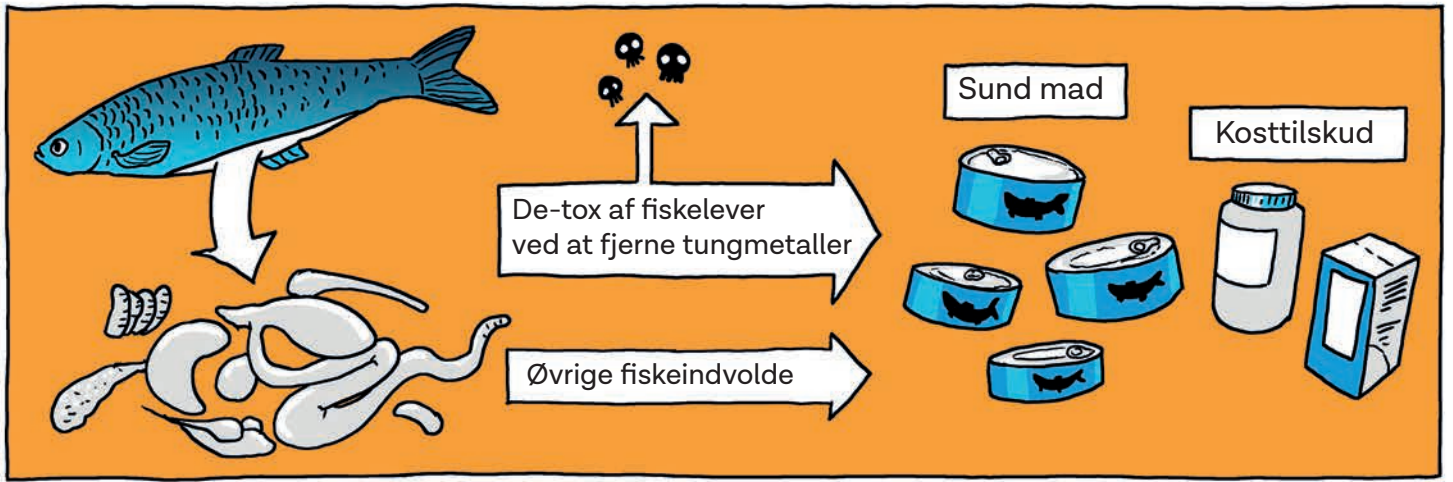 Sund mad
Kosttilskud
De-tox af fiskelever
ved at fjerne tungmetaller
Øvrige fiskeindvolde